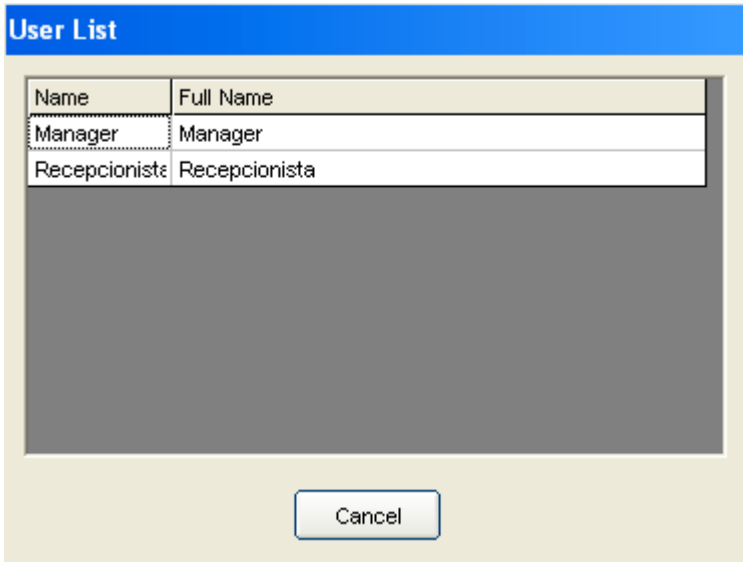 User List
Name Full Name
Manager Manager
Recepcionista Recepcionista
Cancel